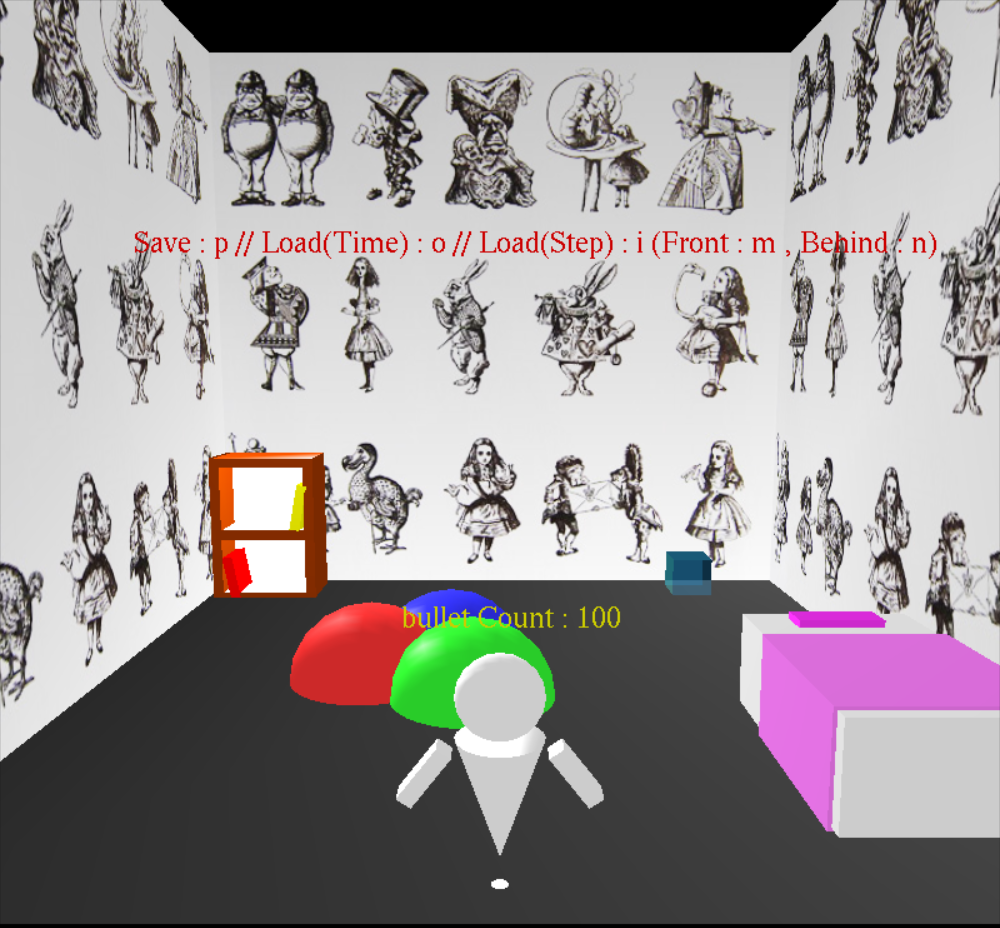 Save : p // Load(Time) : o // Load(Step) : i (Front : m , Behind : n)
bullet Count : 100